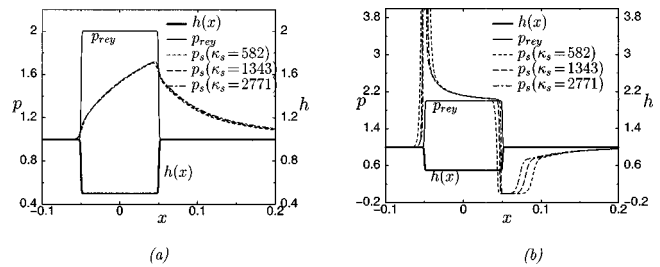 h(x)
p_rey
p_s(κ_s=582)
p_s(κ_s=1343)
p_s(κ_s=2771)
p_rey
h(x)
2
1.6
p
1.2
0.8
0.4
2
1.6
h
1.2
0.8
0.4
-0.1
0
0.1
0.2
x
(a)
h(x)
p_rey
p_s(κ_s=582)
p_s(κ_s=1343)
p_s(κ_s=2771)
p_rey
h(x)
3.8
3
2.2
p
1.4
0.6
-0.2
3.8
3
2.2
h
1.4
0.6
-0.2
-0.1
0
0.1
0.2
x
(b)